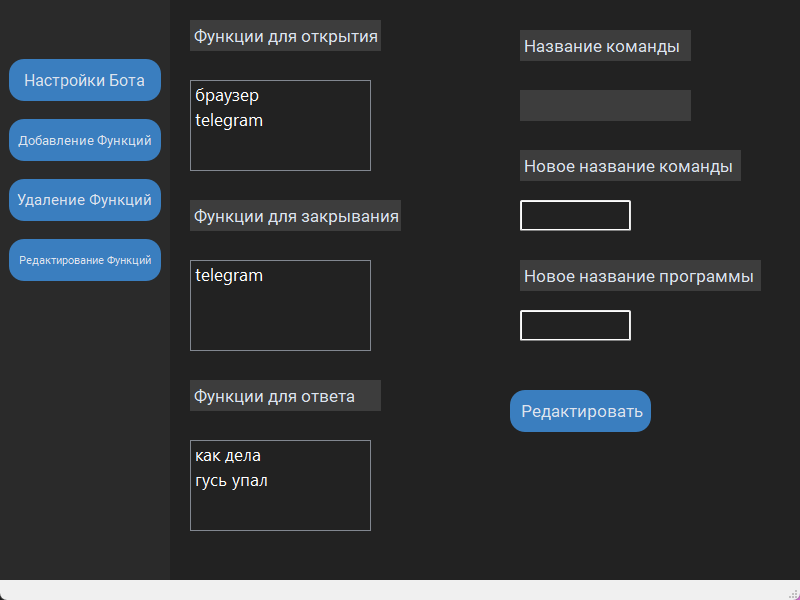 Настройки Бота
Добавление Функций
Удаление Функций
Редактирование Функций
Функции для открытия
браузер
telegram
Функции для закрывания
telegram
Функции для ответа
как дела
гусь упал
Название команды
Новое название команды
Новое название программы
Редактировать